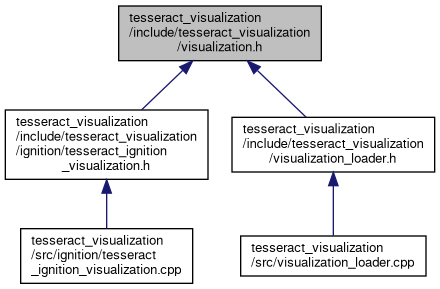 tesseract_visualization
/include/tesseract_visualization
/visualization.h
tesseract_visualization
/include/tesseract_visualization
/ignition/tesseract_ignition
_visualization.h
tesseract_visualization
/include/tesseract_visualization
/visualization_loader.h
tesseract_visualization
/src/ignition/tesseract
_ignition_visualization.cpp
tesseract_visualization
/src/visualization_loader.cpp